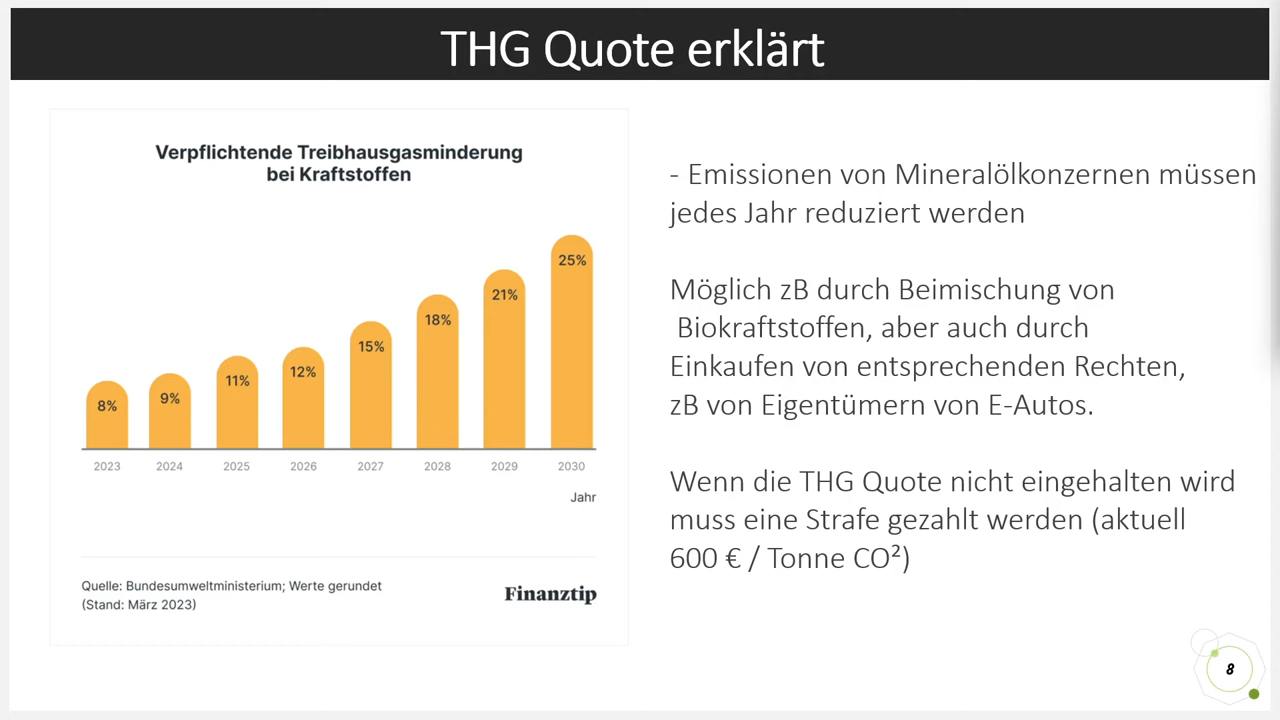 THG Quote erklärt
Verpflichtende Treibhausgasminderung
bei Kraftstoffen
8%
9%
11%
12%
15%
18%
21%
25%
2023
2024
2025
2026
2027
2028
2029
2030
Jahr
Quelle: Bundesumweltministerium; Werte gerundet
(Stand: März 2023)
Finanztip
- Emissionen von Mineralölkonzernen müssen
jedes Jahr reduziert werden
Möglich zB durch Beimischung von
Biokraftstoffen, aber auch durch
Einkaufen von entsprechenden Rechten,
zB von Eigentümern von E-Autos.
Wenn die THG Quote nicht eingehalten wird
muss eine Strafe gezahlt werden (aktuell
600 € / Tonne CO²)
8